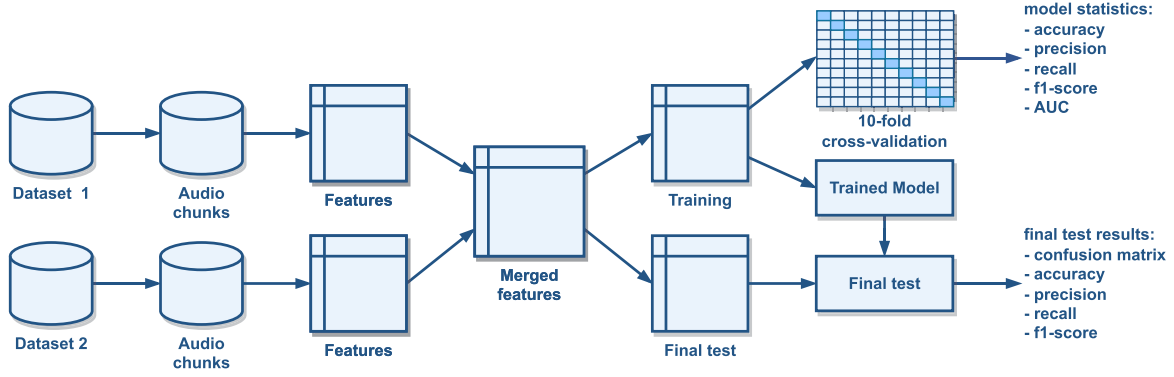 model statistics:
- accuracy
- precision
- recall
- f1-score
- AUC
10-fold
cross-validation
Dataset  1
Audio
chunks
Features
Training
Trained Model
Merged
features
final test results:
- confusion matrix
- accuracy
- precision
- recall
- f1-score
Final test
Dataset 2
Audio
chunks
Features
Final test